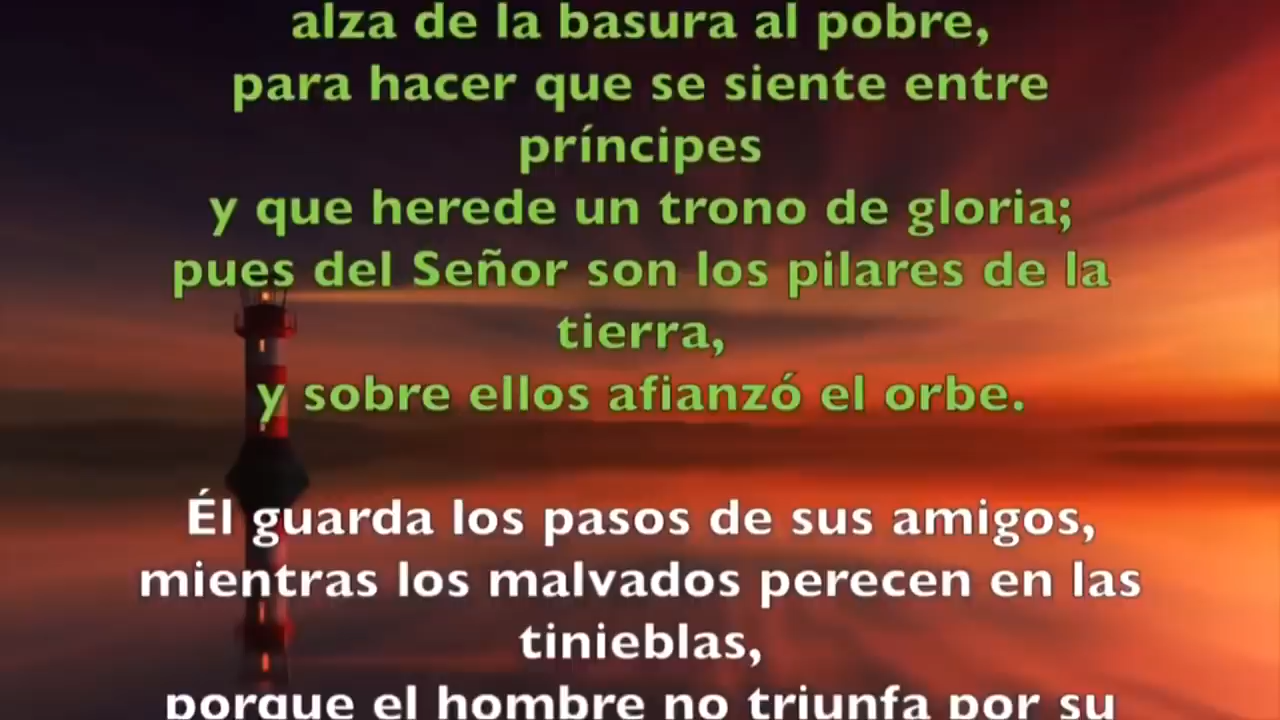 alza de la basura al pobre,
para hacer que se siente entre
príncipes
y que herede un trono de gloria;
pues del Señor son los pilares de la
tierra,
y sobre ellos afianzó el orbe.
Él guarda los pasos de sus amigos,
mientras los malvados perecen en las
tinieblas,
porque el hombre no triunfa por su